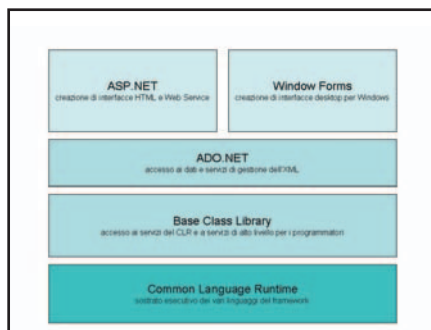 ASP.NET
creazione di interfacce HTML e Web Service
Window Forms
creazione di interfacce desktop per Windows
ADO.NET
accesso ai dati e servizi di gestione dell'XML
Base Class Library
accesso ai servizi del CLR e a servizi di alto livello per i programmatori
Common Language Runtime
sostrato esecutivo dei vari linguaggi del framework